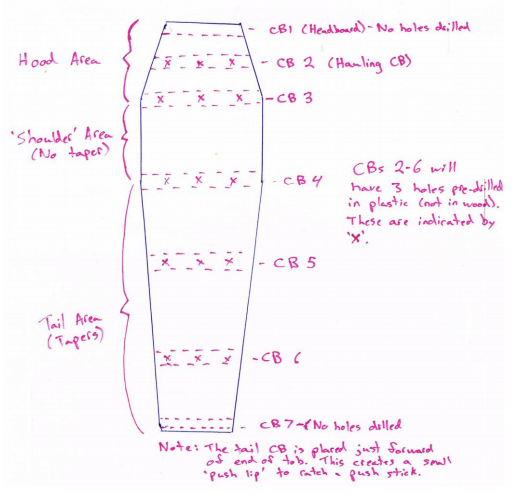 CB1 (Headboard) - No holes drilled
Hood Area
x x x
- CB 2 (Hauling CB)
x x x
- CB 3
'Shoulder' Area
(No taper)
x x x
- CB 4
CBs 2-6 will
have 3 holes pre-drilled
in plastic (not in wood).
These are indicated by
'x'.
x x x
- CB 5
Tail Area
(Tapers)
x x x
- CB 6
CB 7 - No holes drilled
Note: The tail CB is placed just forward
of end of tob. This creates a small
'push lip' to catch a push stick.